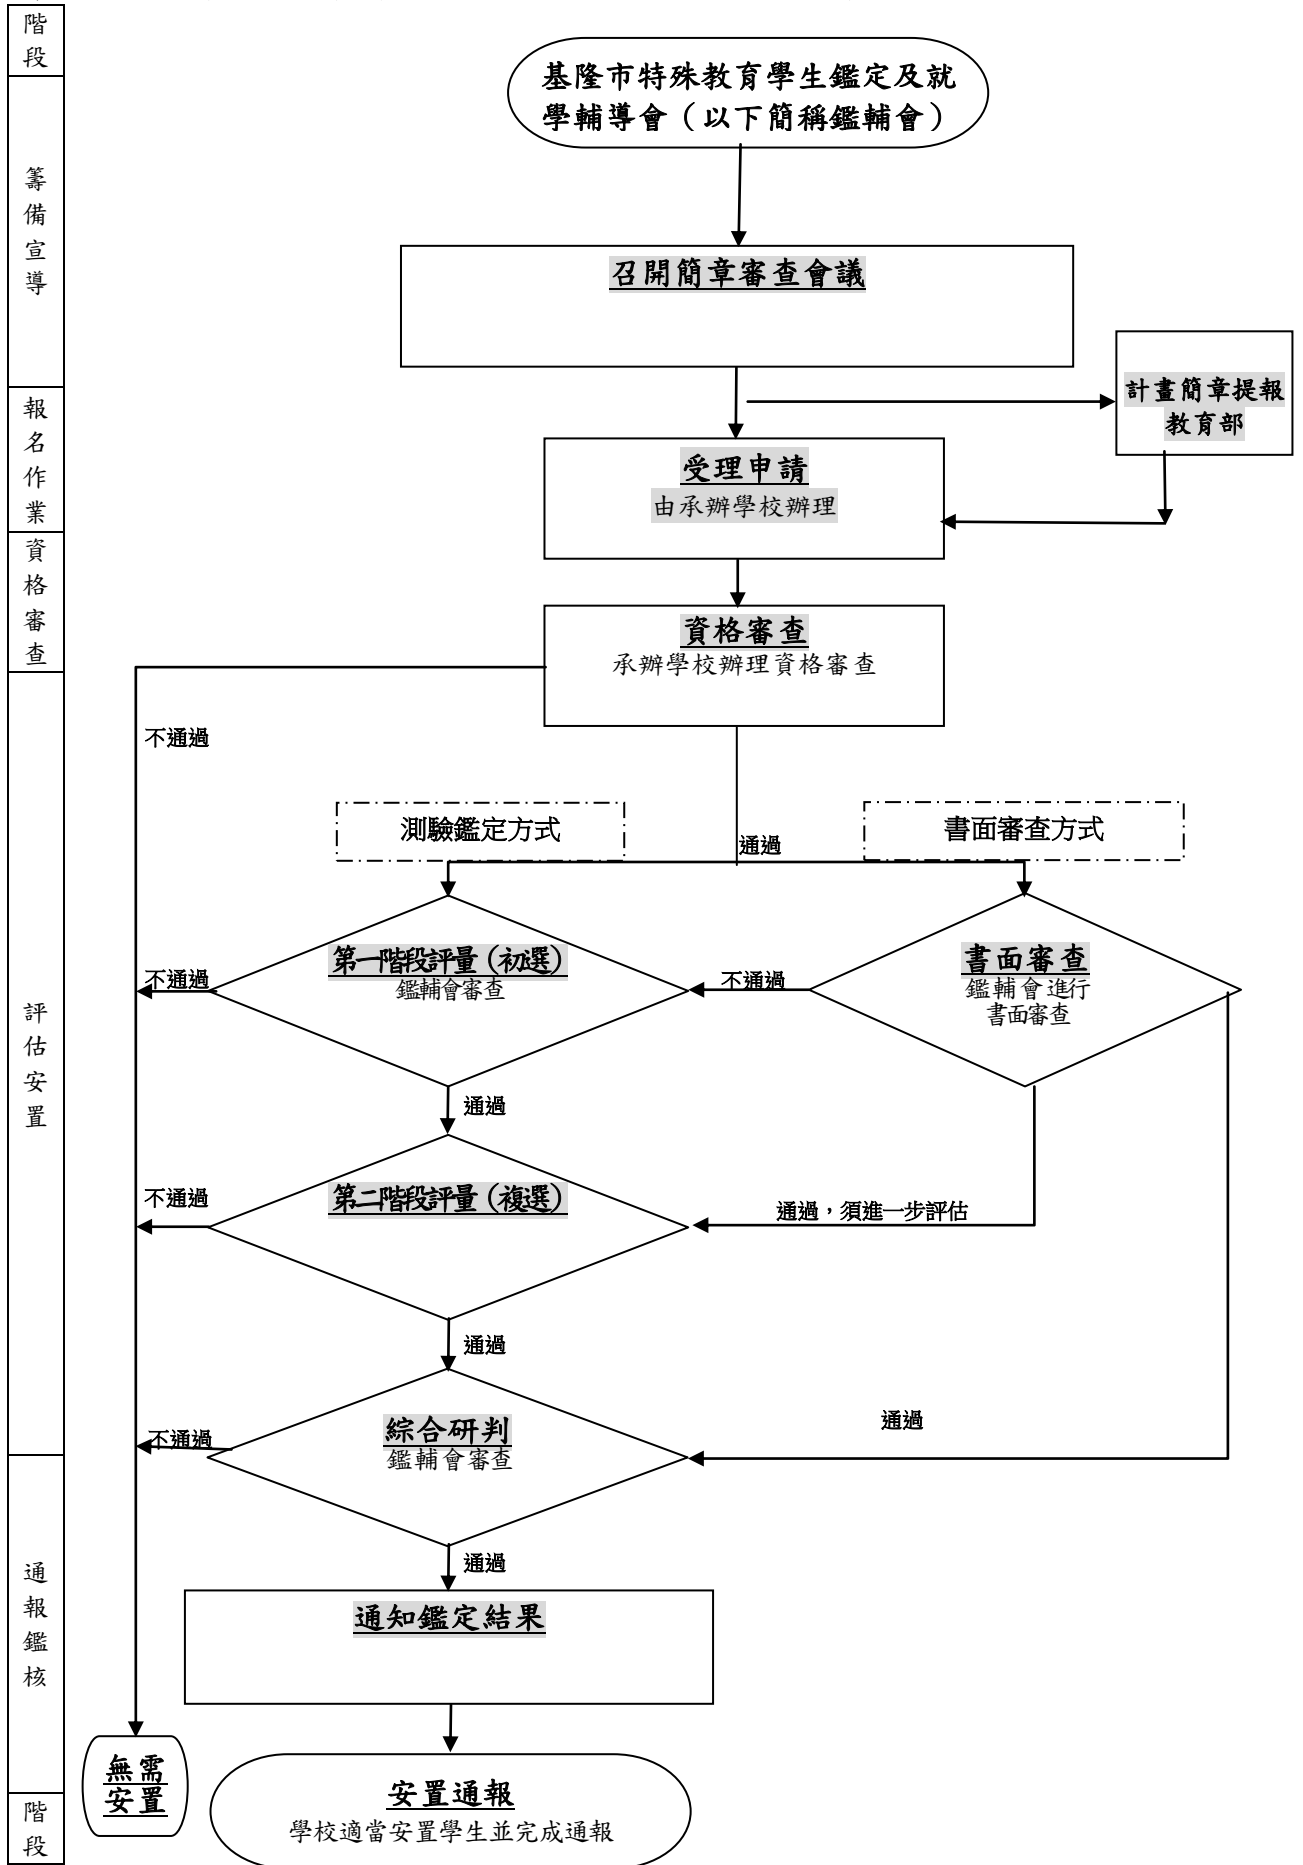 階
段
基隆市特殊教育學生鑑定及就
學輔導會（以下簡稱鑑輔會）
籌
備
宣
導
召開簡章審查會議
計畫簡章提報
教育部
報
名
作
業
受理申請
由承辦學校辦理
資
格
審
查
資格審查
承辦學校辦理資格審查
不通過
測驗鑑定方式
書面審查方式
通過
評
估
安
置
第一階段評量(初選)
鑑輔會審查
不通過
不通過
書面審查
鑑輔會進行
書面審查
通過
第二階段評量(複選)
不通過
通過，須進一步評估
通過
綜合研判
鑑輔會審查
不通過
通過
通過
通
報
鑑
核
通知鑑定結果
無需
安置
安置通報
學校適當安置學生並完成通報
階
段